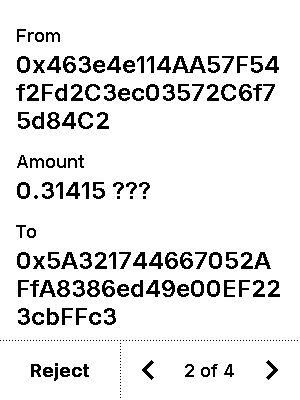 From
0x463e4e114AA57F54
f2Fd2C3ec03572C6f7
5d84C2
Amount
0.31415 ???
To
0x5A321744667052A
FfA8386ed49e00EF22
3cbFFc3
Reject
2 of 4